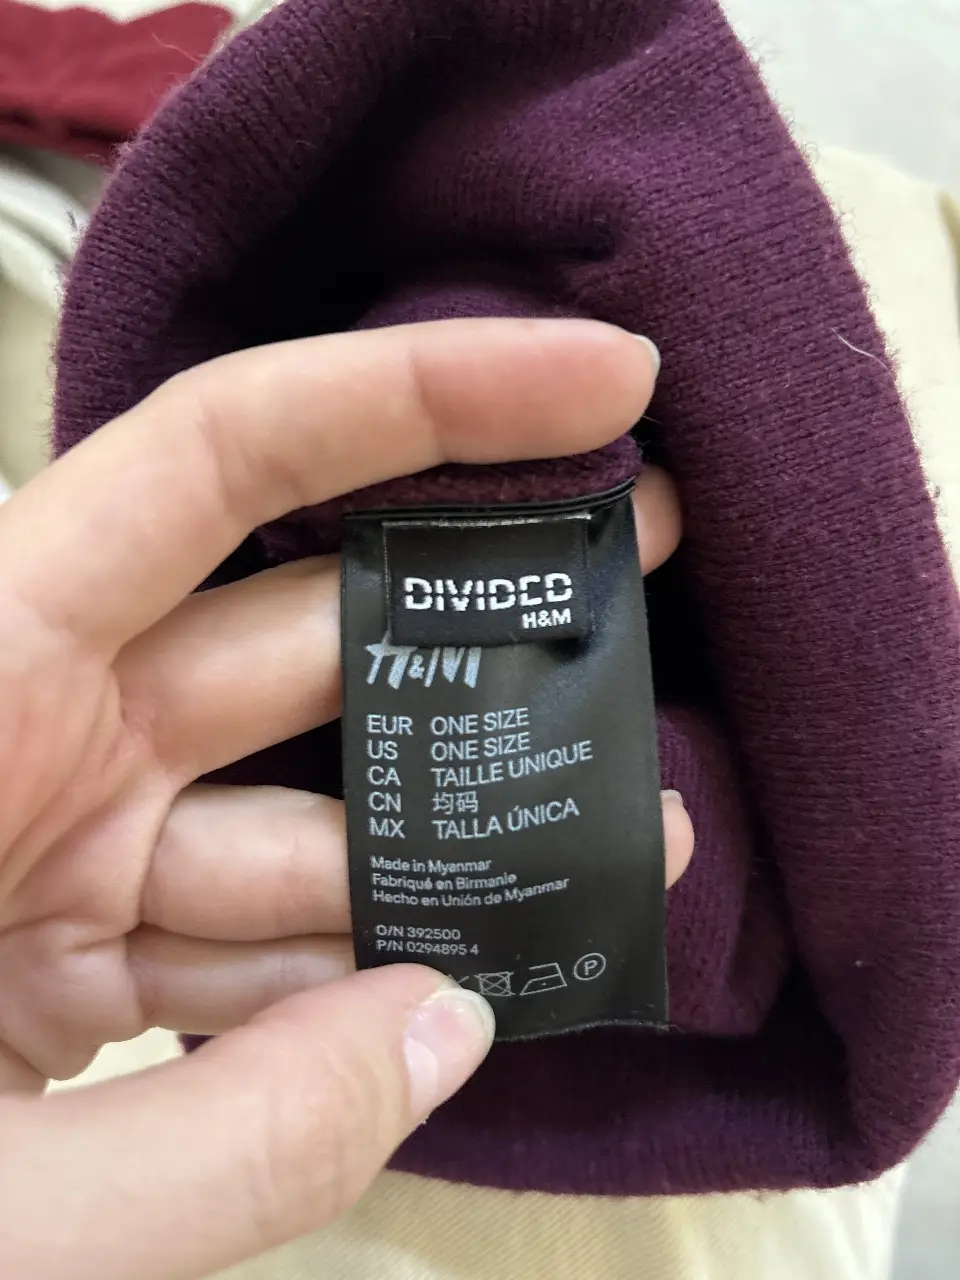 DIVIDED
H&M
H&M
EUR ONE SIZE
US ONE SIZE
CA TAILLE UNIQUE
CN 均码
MX TALLA ÚNICA
Made in Myanmar
Fabriqué en Birmanie
Hecho en Unión de Myanmar
O/N 392500
P/N 0294895 4
P